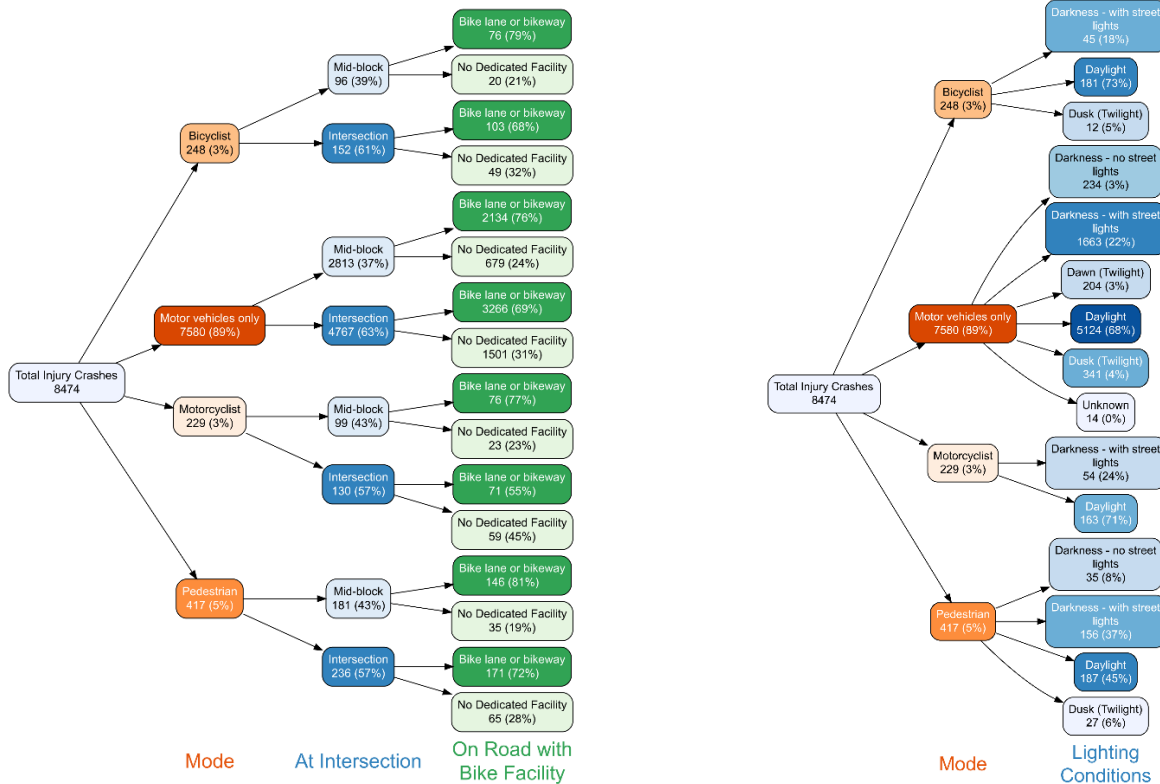 Bike lane or bikeway
76 (79%)
Mid-block
96 (39%)
No Dedicated Facility
20 (21%)
Bicyclist
248 (3%)
Bike lane or bikeway
103 (68%)
Intersection
152 (61%)
No Dedicated Facility
49 (32%)
Bike lane or bikeway
2134 (76%)
Mid-block
2813 (37%)
No Dedicated Facility
679 (24%)
Motor vehicles only
7580 (89%)
Bike lane or bikeway
3266 (69%)
Intersection
4767 (63%)
No Dedicated Facility
1501 (31%)
Total Injury Crashes
8474
Bike lane or bikeway
76 (77%)
Motorcyclist
229 (3%)
Mid-block
99 (43%)
No Dedicated Facility
23 (23%)
Intersection
130 (57%)
Bike lane or bikeway
71 (55%)
No Dedicated Facility
59 (45%)
Bike lane or bikeway
146 (81%)
Pedestrian
417 (5%)
Mid-block
181 (43%)
No Dedicated Facility
35 (19%)
Intersection
236 (57%)
Bike lane or bikeway
171 (72%)
No Dedicated Facility
65 (28%)
Mode
At Intersection
On Road with
Bike Facility
Darkness - with street
lights
45 (18%)
Bicyclist
248 (3%)
Daylight
181 (73%)
Dusk (Twilight)
12 (5%)
Darkness - no street
lights
234 (3%)
Darkness - with street
lights
1663 (22%)
Dawn (Twilight)
204 (3%)
Motor vehicles only
7580 (89%)
Daylight
5124 (68%)
Dusk (Twilight)
341 (4%)
Total Injury Crashes
8474
Unknown
14 (0%)
Motorcyclist
229 (3%)
Darkness - with street
lights
54 (24%)
Daylight
163 (71%)
Darkness - no street
lights
35 (8%)
Pedestrian
417 (5%)
Darkness - with street
lights
156 (37%)
Daylight
187 (45%)
Dusk (Twilight)
27 (6%)
Mode
Lighting
Conditions